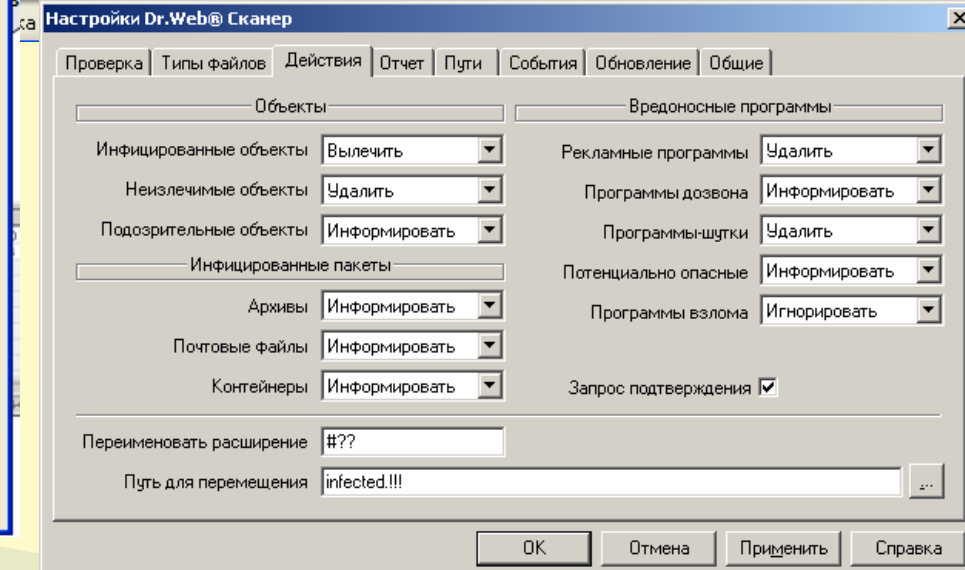 ка
Настройки Dr.Web® Сканер
Проверка Типы файлов Действия Отчет Пути События Обновление Общие
Объекты
Инфицированные объекты Вылечить
Неизлечимые объекты Удалить
Подозрительные объекты Информировать
Инфицированные пакеты
Архивы Информировать
Почтовые файлы Информировать
Контейнеры Информировать
Вредоносные программы
Рекламные программы Удалить
Программы дозвона Информировать
Программы-шутки Удалить
Потенциально опасные Информировать
Программы взлома Игнорировать
Запрос подтверждения
Переименовать расширение #??
Путь для перемещения infected.!!! ...
OK Отмена Применить Справка